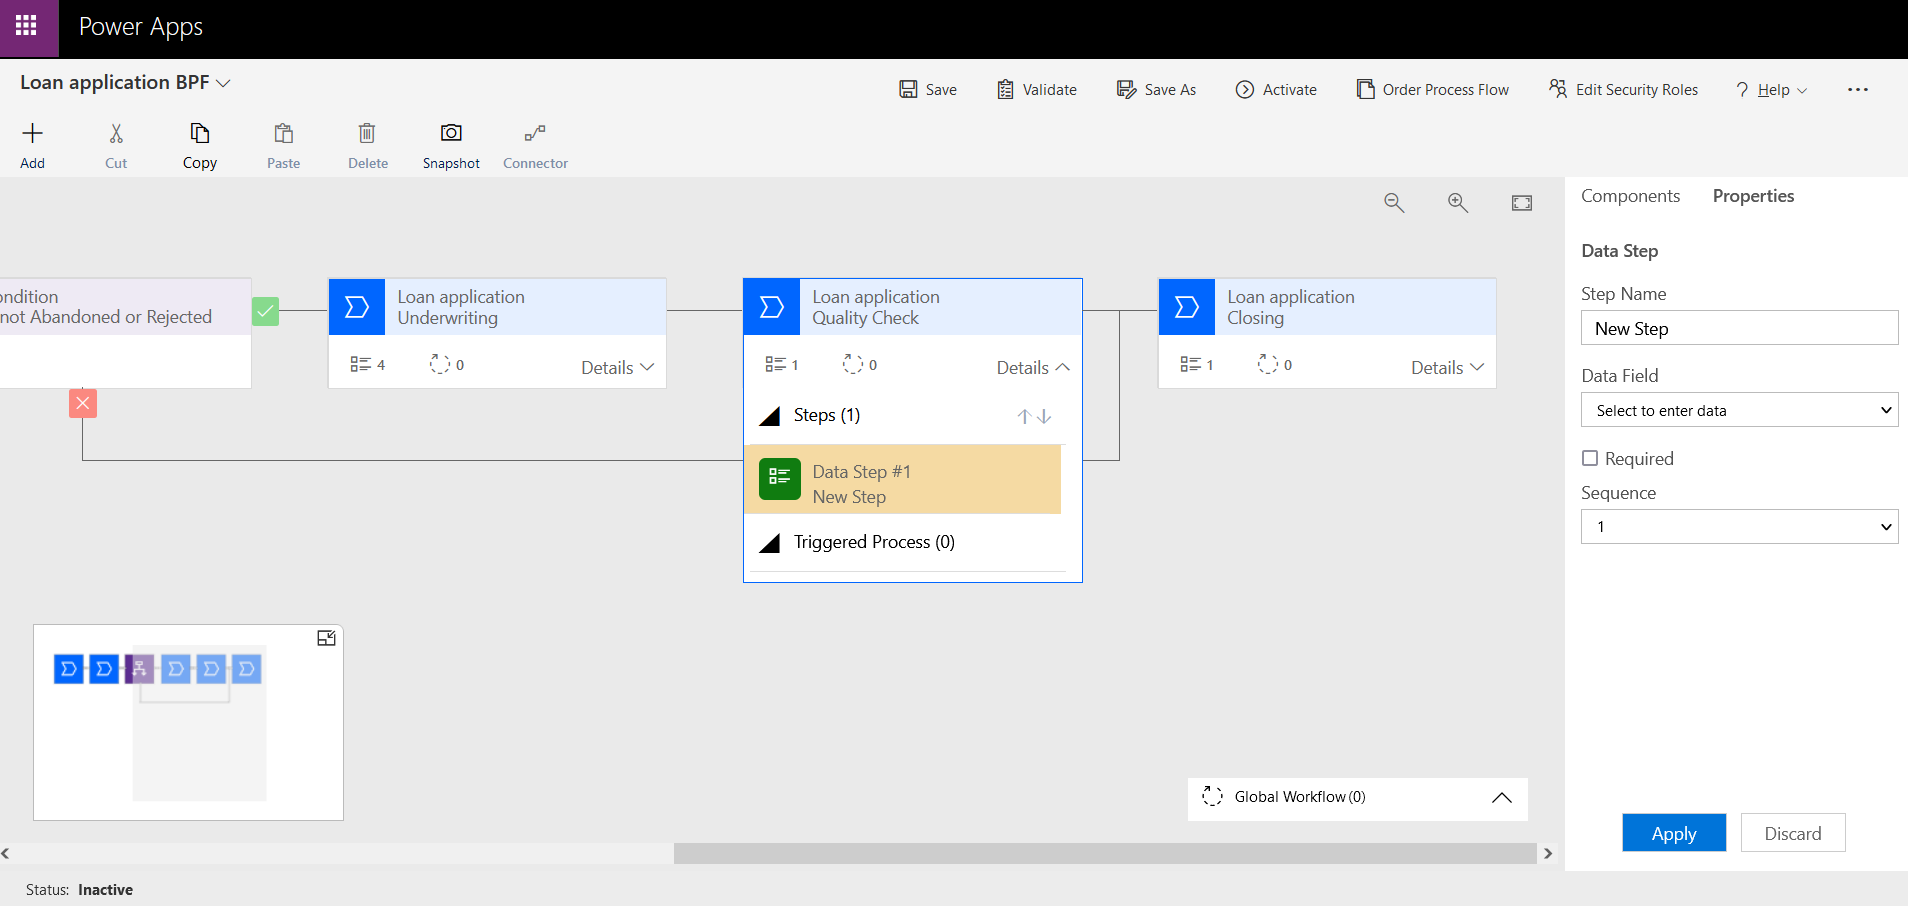 Power Apps
Loan application BPF
Save
Validate
Save As
Activate
Order Process Flow
Edit Security Roles
? Help
Add
Cut
Copy
Paste
Delete
Snapshot
Connector
Components
Properties
Data Step
Step Name
New Step
Data Field
Select to enter data
Required
Sequence
1
Apply
Discard
ondition
not Abandoned or Rejected
Loan application
Underwriting
4
0
Details
Loan application
Quality Check
1
0
Details
Steps (1)
Data Step #1
New Step
Triggered Process (0)
Loan application
Closing
1
0
Details
Global Workflow (0)
Status: Inactive